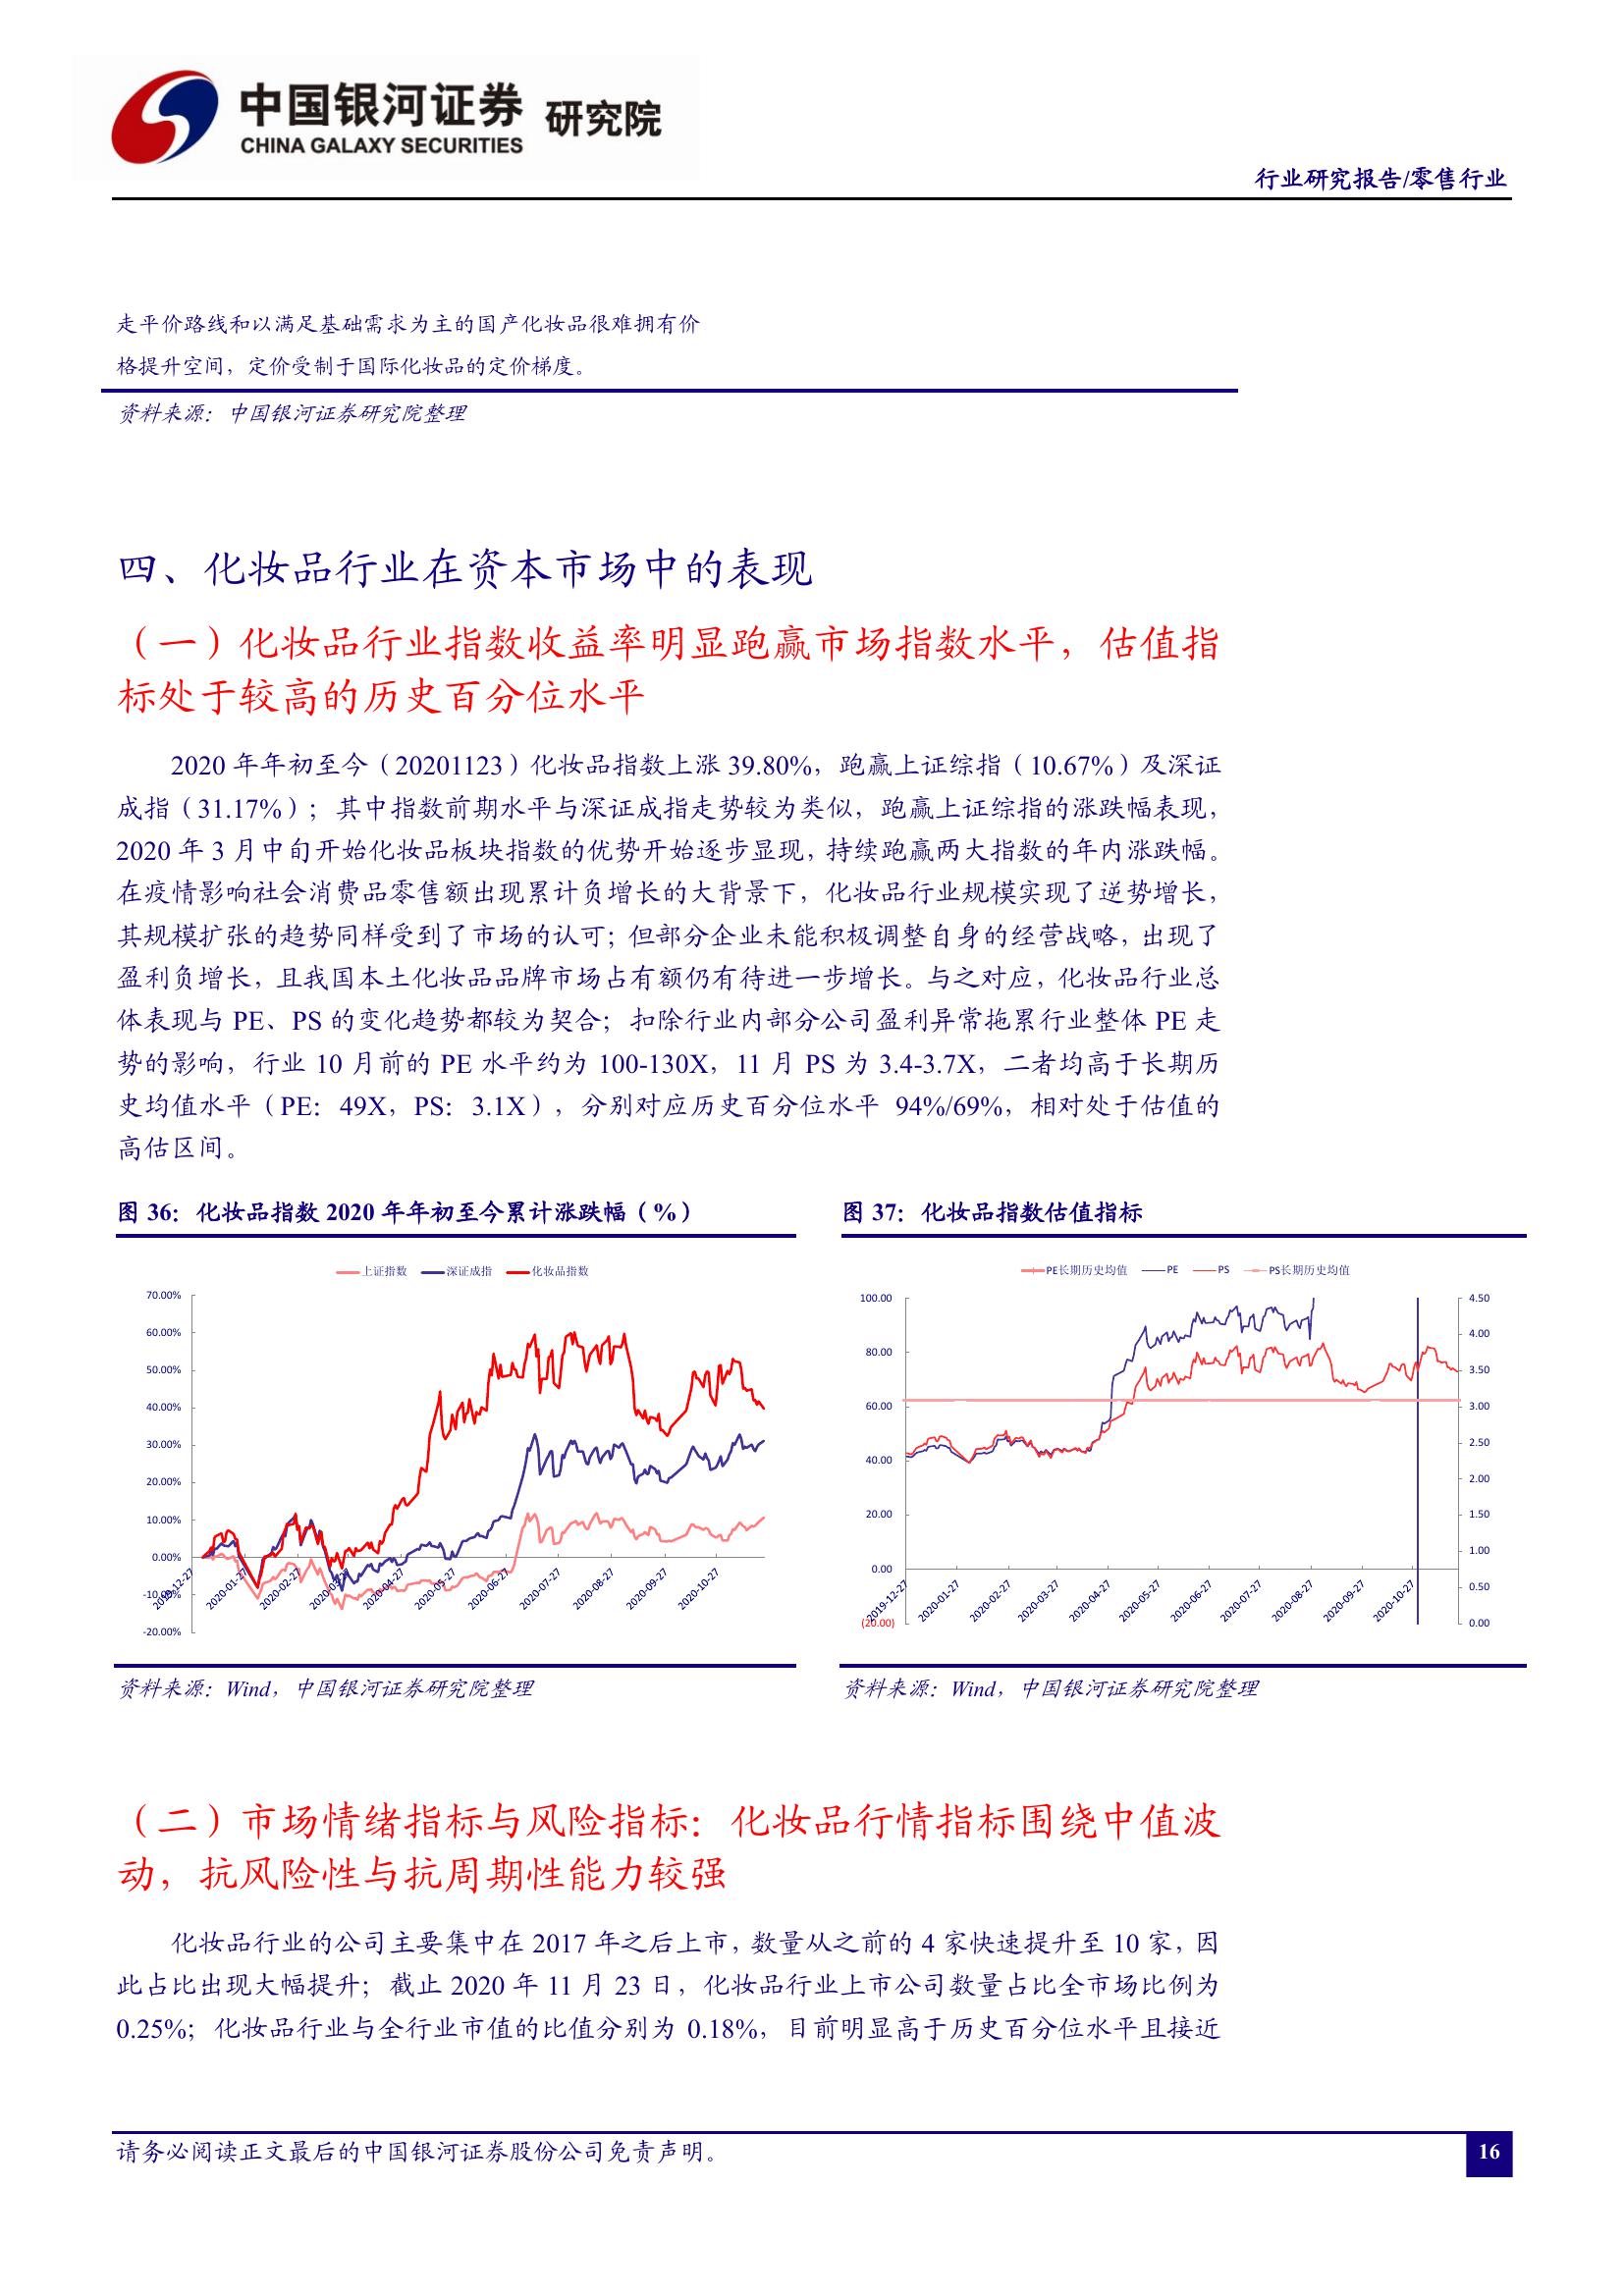 中国银河证券 研究院
CHINA GALAXY SECURITIES
行业研究报告/零售行业
走平价路线和以满足基础需求为主的国产化妆品很难拥有价
格提升空间，定价受制于国际化妆品的定价梯度。
资料来源：中国银河证券研究院整理
四、化妆品行业在资本市场中的表现
（一）化妆品行业指数收益率明显跑赢市场指数水平，估值指
标处于较高的历史百分位水平
2020 年年初至今（20201123）化妆品指数上涨 39.80%，跑赢上证综指（10.67%）及深证
成指（31.17%）；其中指数前期水平与深证成指走势较为类似，跑赢上证综指的涨跌幅表现，
2020 年 3 月中旬开始化妆品板块指数的优势开始逐步显现，持续跑赢两大指数的年内涨跌幅。
在疫情影响社会消费品零售额出现累计负增长的大背景下，化妆品行业规模实现了逆势增长，
其规模扩张的趋势同样受到了市场的认可；但部分企业未能积极调整自身的经营战略，出现了
盈利负增长，且我国本土化妆品品牌市场占有额仍有待进一步增长。与之对应，化妆品行业总
体表现与 PE、PS 的变化趋势都较为契合；扣除行业内部分公司盈利异常拖累行业整体 PE 走
势的影响，行业 10 月前的 PE 水平约为 100-130X，11 月 PS 为 3.4-3.7X，二者均高于长期历
史均值水平（PE：49X，PS：3.1X），分别对应历史百分位水平 94%/69%，相对处于估值的
高估区间。
图 36：化妆品指数 2020 年年初至今累计涨跌幅（%）
上证指数 深证成指 化妆品指数
70.00%
60.00%
50.00%
40.00%
30.00%
20.00%
10.00%
0.00%
-10.00%
-20.00%
2019-12-27 2020-01-27 2020-02-27 2020-03-27 2020-04-27 2020-05-27 2020-06-27 2020-07-27 2020-08-27 2020-09-27 2020-10-27
资料来源：Wind，中国银河证券研究院整理
图 37：化妆品指数估值指标
PE长期历史均值 PE PS PS长期历史均值
100.00
80.00
60.00
40.00
20.00
0.00
(20.00)
4.50
4.00
3.50
3.00
2.50
2.00
1.50
1.00
0.50
0.00
2019-12-27 2020-01-27 2020-02-27 2020-03-27 2020-04-27 2020-05-27 2020-06-27 2020-07-27 2020-08-27 2020-09-27 2020-10-27
资料来源：Wind，中国银河证券研究院整理
（二）市场情绪指标与风险指标：化妆品行情指标围绕中值波
动，抗风险性与抗周期性能力较强
化妆品行业的公司主要集中在 2017 年之后上市，数量从之前的 4 家快速提升至 10 家，因
此占比出现大幅提升；截止 2020 年 11 月 23 日，化妆品行业上市公司数量占比全市场比例为
0.25%；化妆品行业与全行业市值的比值分别为 0.18%，目前明显高于历史百分位水平且接近
请务必阅读正文最后的中国银河证券股份公司免责声明。
16